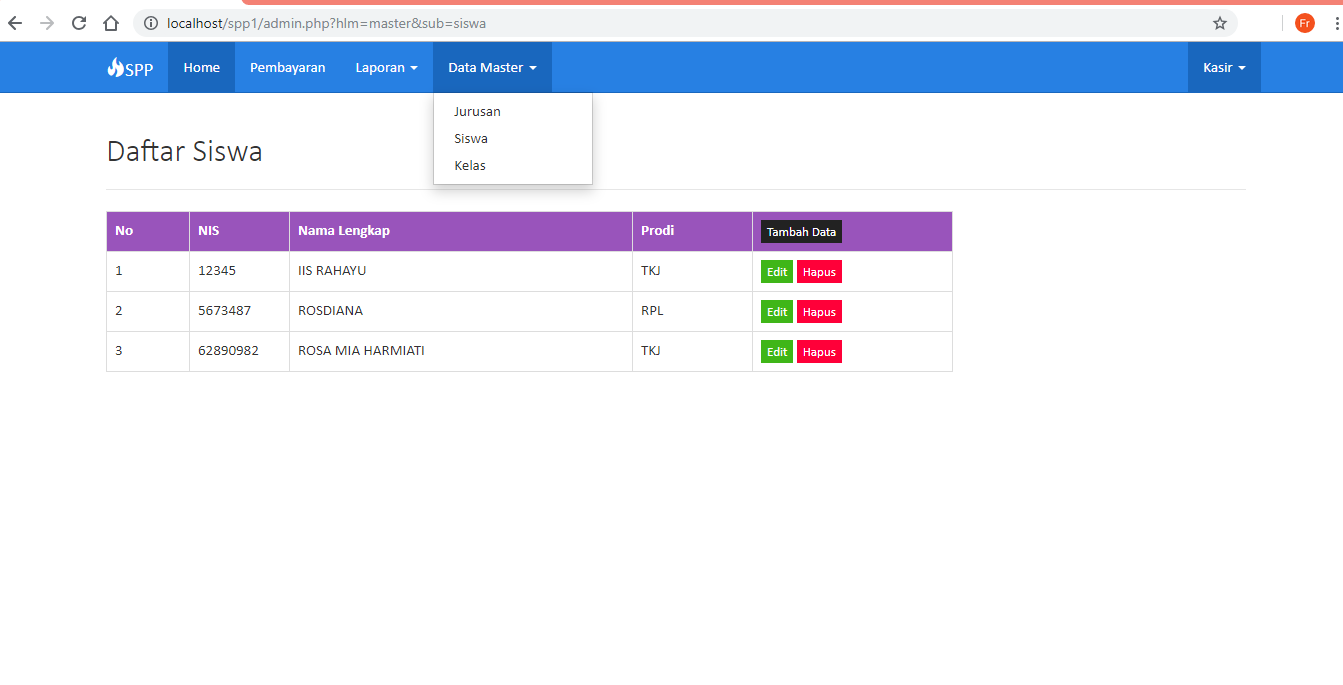 localhost/spp1/admin.php?hlm=master&sub=siswa
Fr
SPP Home Pembayaran Laporan Data Master Kasir
Jurusan
Siswa
Kelas
Daftar Siswa
No NIS Nama Lengkap Prodi Tambah Data
1 12345 IIS RAHAYU TKJ Edit Hapus
2 5673487 ROSDIANA RPL Edit Hapus
3 62890982 ROSA MIA HARMIATI TKJ Edit Hapus